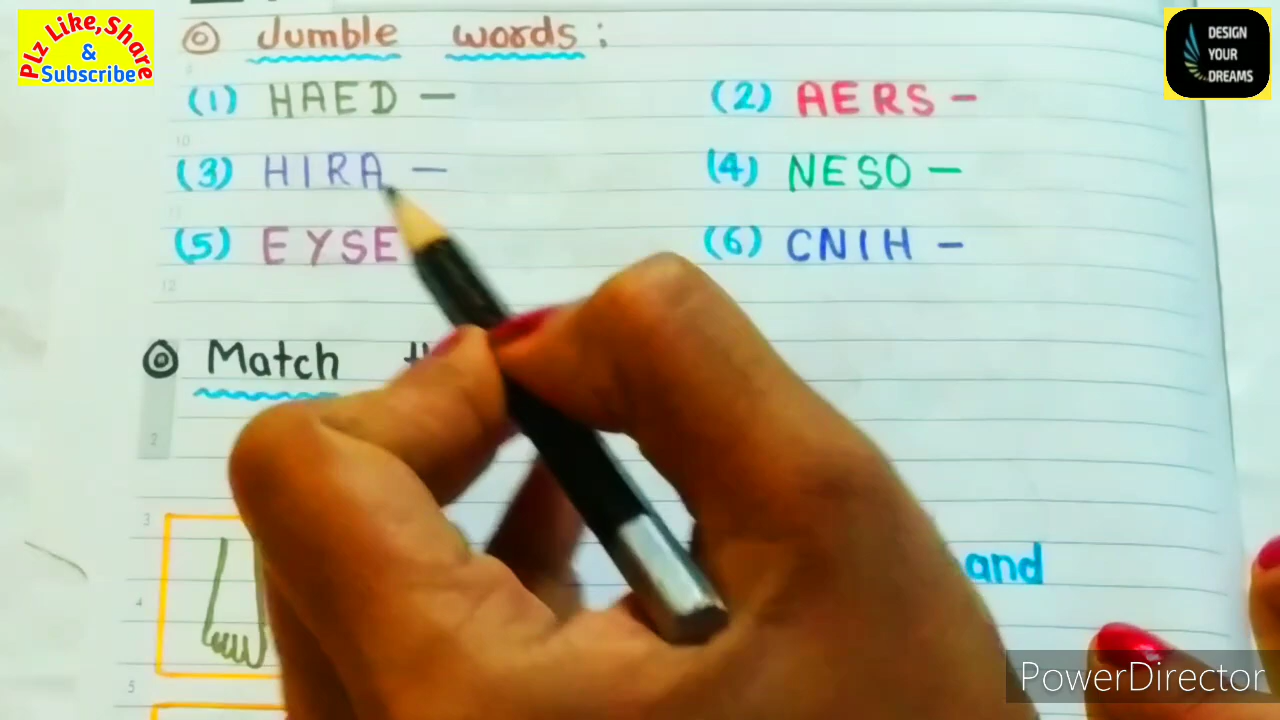 Plz Like, Share
&
Subscribe
DESIGN
YOUR
DREAMS
Jumble words:
(1) HAED – (2) AERS –
(3) HIRA – (4) NESO –
(5) EYSE (6) CNIH –
Match
and
PowerDirector